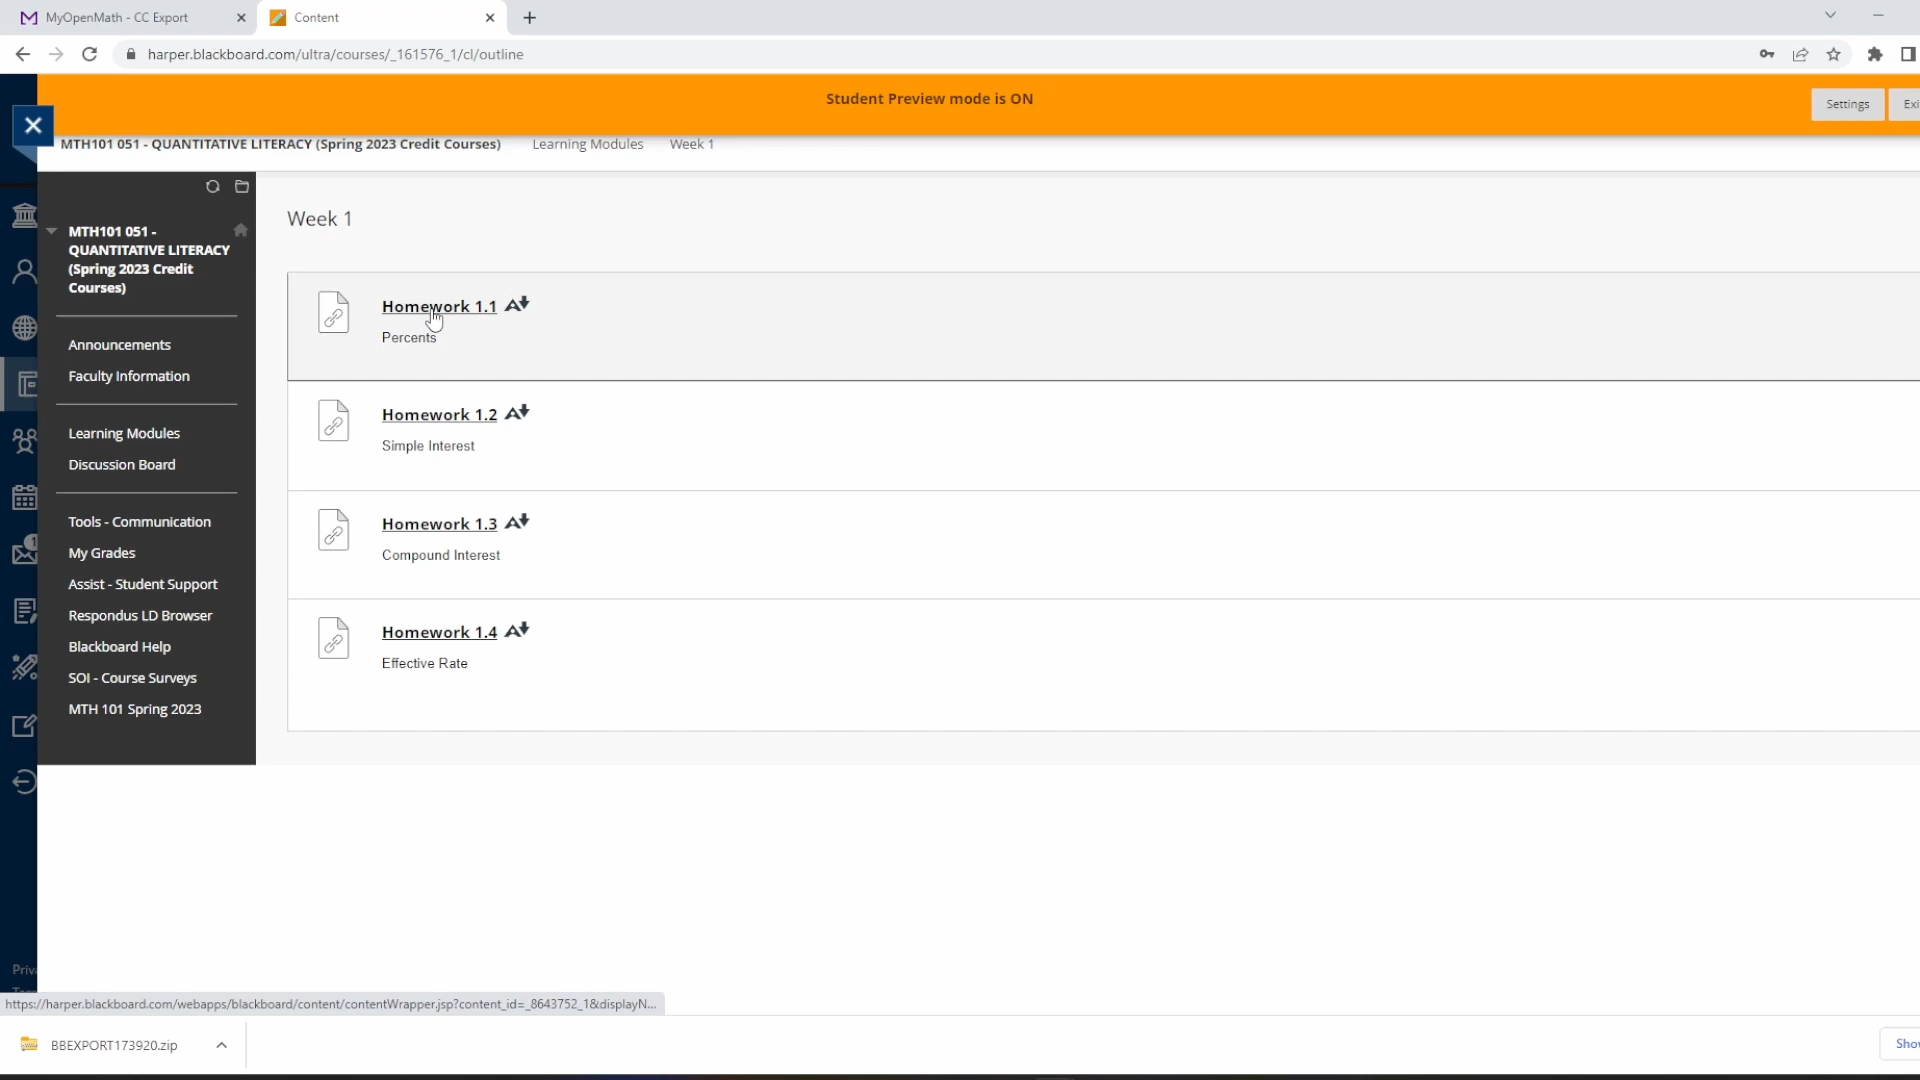 MyOpenMath - CC Export
Content
harper.blackboard.com/ultra/courses/_161576_1/cl/outline
Student Preview mode is ON
Settings
Exi
MTH101 051 - QUANTITATIVE LITERACY (Spring 2023 Credit Courses)
Learning Modules
Week 1
MTH101 051 -
QUANTITATIVE LITERACY
(Spring 2023 Credit
Courses)
Announcements
Faculty Information
Learning Modules
Discussion Board
Tools - Communication
My Grades
Assist - Student Support
Respondus LD Browser
Blackboard Help
SOI - Course Surveys
MTH 101 Spring 2023
Week 1
Homework 1.1
Percents
Homework 1.2
Simple Interest
Homework 1.3
Compound Interest
Homework 1.4
Effective Rate
1
Priv
https://harper.blackboard.com/webapps/blackboard/content/contentWrapper.jsp?content_id=_8643752_1&displayN...
BBEXPORT173920.zip
Show